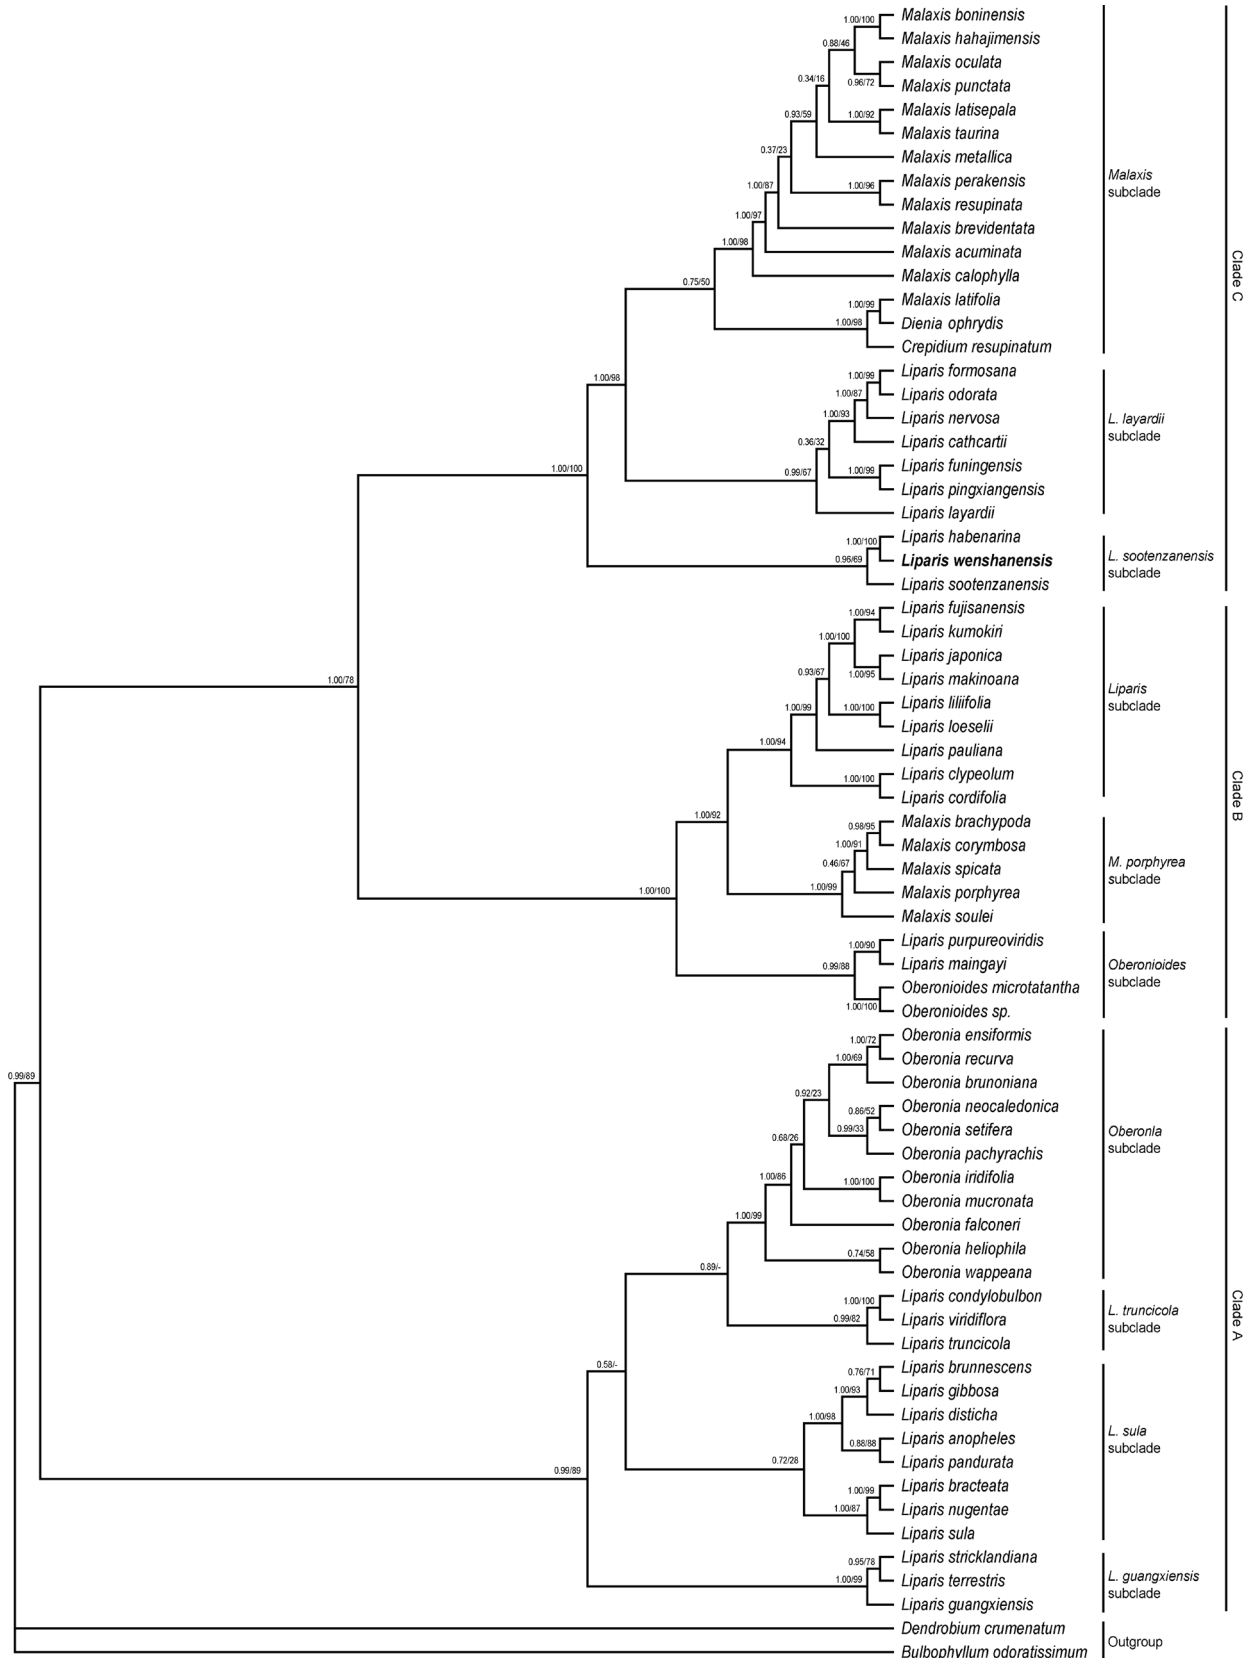 1.00/100
Malaxis boninensis
Malaxis hahajimensis
0.88/46
Malaxis oculata
0.96/72
Malaxis punctata
0.34/16
Malaxis latisepala
1.00/92
Malaxis taurina
0.93/59
Malaxis metallica
0.37/23
Malaxis perakensis
1.00/96
Malaxis resupinata
1.00/87
Malaxis brevidentata
1.00/97
Malaxis acuminata
1.00/98
Malaxis calophylla
0.75/50
Malaxis latifolia
1.00/99
Dienia ophrydis
1.00/98
Crepidium resupinatum
Malaxis
subclade
1.00/98
Liparis formosana
1.00/99
Liparis odorata
1.00/87
Liparis nervosa
1.00/93
Liparis cathcartii
0.36/32
Liparis funingensis
1.00/99
Liparis pingxiangensis
0.99/67
Liparis layardii
L. layardii
subclade
1.00/100
Liparis habenarina
1.00/100
Liparis wenshanensis
0.96/69
Liparis sootenzanensis
L. sootenzanensis
subclade
Clade C
1.00/78
Liparis fujisanensis
1.00/94
Liparis kumokiri
1.00/100
Liparis japonica
1.00/95
Liparis makinoana
0.93/67
Liparis liliifolia
1.00/100
Liparis loeselii
1.00/99
Liparis pauliana
1.00/94
Liparis clypeolum
1.00/100
Liparis cordifolia
Liparis
subclade
1.00/92
Malaxis brachypoda
0.98/95
Malaxis corymbosa
1.00/91
Malaxis spicata
0.46/67
Malaxis porphyrea
1.00/99
Malaxis soulei
M. porphyrea
subclade
1.00/100
Liparis purpureoviridis
1.00/90
Liparis maingayi
0.99/88
Oberonioides microtatantha
1.00/100
Oberonioides sp.
Oberonioides
subclade
Clade B
0.99/89
Oberonia ensiformis
1.00/72
Oberonia recurva
1.00/69
Oberonia brunoniana
0.92/23
Oberonia neocaledonica
0.86/52
Oberonia setifera
0.99/33
Oberonia pachyrachis
0.68/26
Oberonia iridifolia
1.00/100
Oberonia mucronata
1.00/86
Oberonia falconeri
1.00/99
Oberonia heliophila
0.74/58
Oberonia wappeana
Oberonla
subclade
0.89/-
Liparis condylobulbon
1.00/100
Liparis viridiflora
0.99/82
Liparis truncicola
L. truncicola
subclade
0.58/-
Liparis brunnescens
0.76/71
Liparis gibbosa
1.00/93
Liparis disticha
1.00/98
Liparis anopheles
0.88/88
Liparis pandurata
0.72/28
Liparis bracteata
1.00/99
Liparis nugentae
1.00/87
Liparis sula
L. sula
subclade
0.99/89
Liparis stricklandiana
0.95/78
Liparis terrestris
1.00/99
Liparis guangxiensis
L. guangxiensis
subclade
Clade A
Dendrobium crumenatum
Bulbophyllum odoratissimum
Outgroup